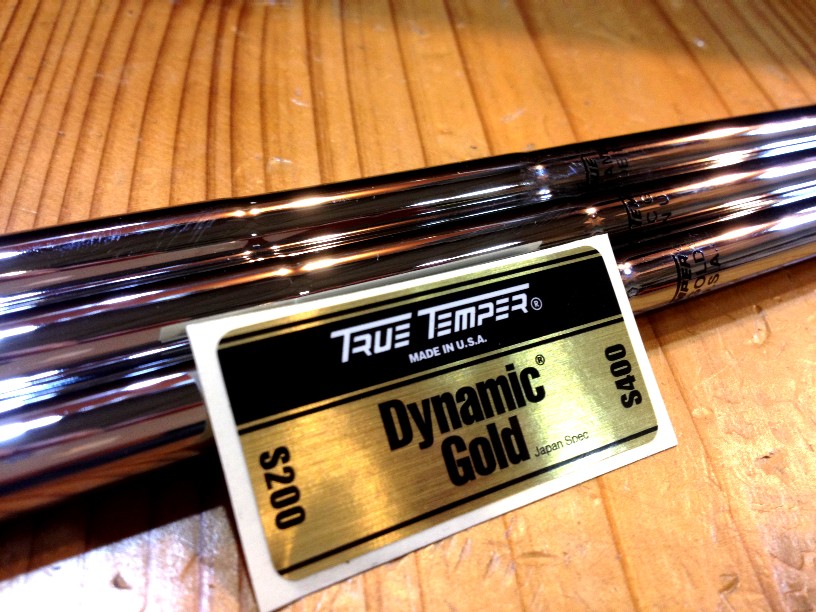 TRUE TEMPER®
MADE IN U.S.A.
Dynamic®
Gold
Japan Spec
S200
S400